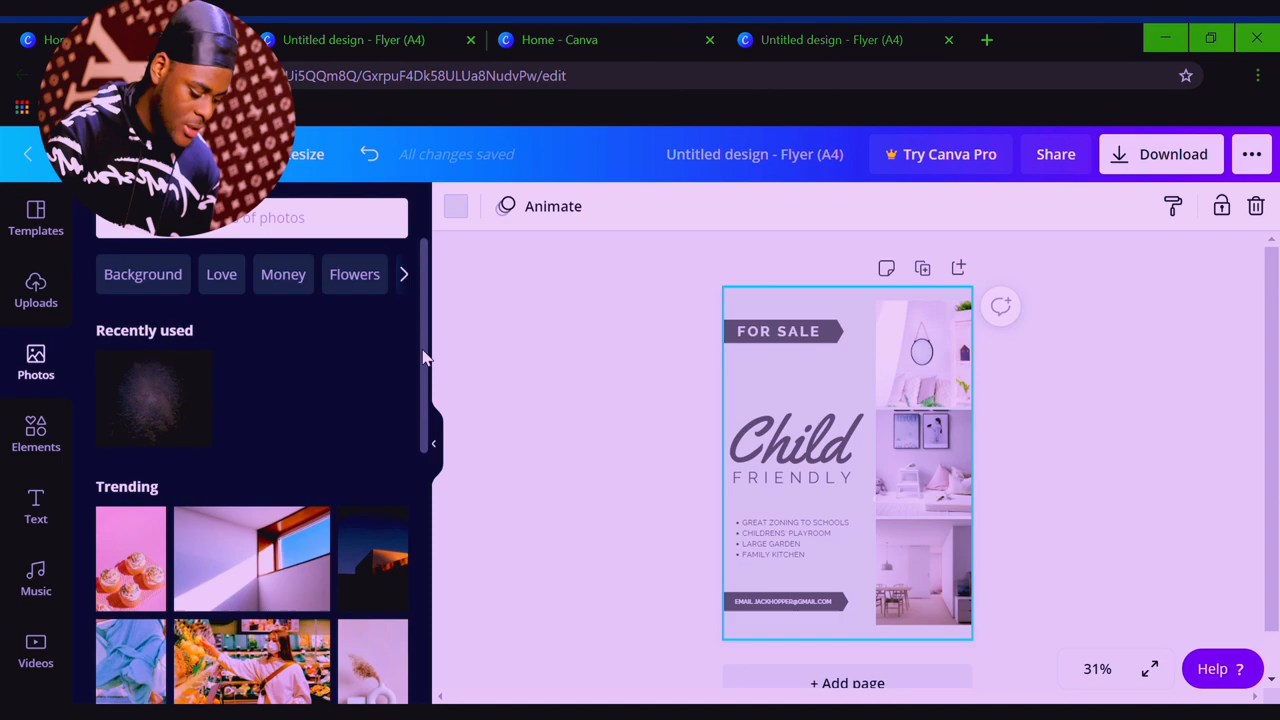 Untitled design - Flyer (A4)
Home - Canva
Untitled design - Flyer (A4)
Ji5QQm8Q/GxrpuF4Dk58ULUa8NudvPw/edit
All changes saved
Untitled design - Flyer (A4)
Try Canva Pro
Share
Download
Templates
of photos
Animate
Background
Love
Money
Flowers
Uploads
Recently used
Photos
FOR SALE
Elements
Child
FRIENDLY
Trending
Text
GREAT ZONING TO SCHOOLS
CHILDRENS' PLAYROOM
LARGE GARDEN
FAMILY KITCHEN
Music
EMAIL JACKHOPPER@GMAIL.COM
Videos
31%
Help ?
+ Add page